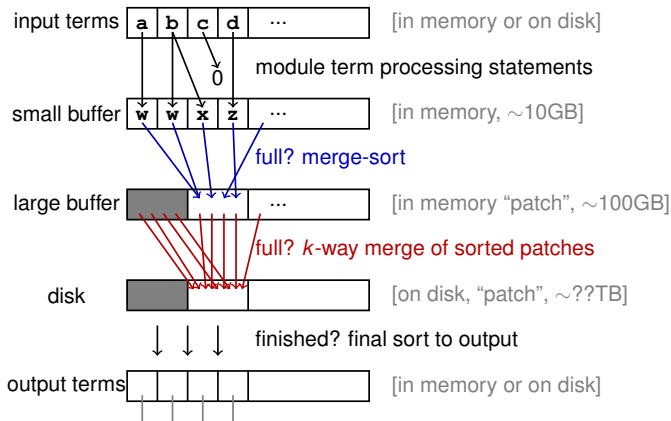 input terms a b c d ... [in memory or on disk]
0 module term processing statements
small buffer w w x z ... [in memory, ∼10GB]
full? merge-sort
large buffer ... [in memory “patch”, ∼100GB]
full? k-way merge of sorted patches
disk [on disk, “patch”, ∼??TB]
finished? final sort to output
output terms [in memory or on disk]